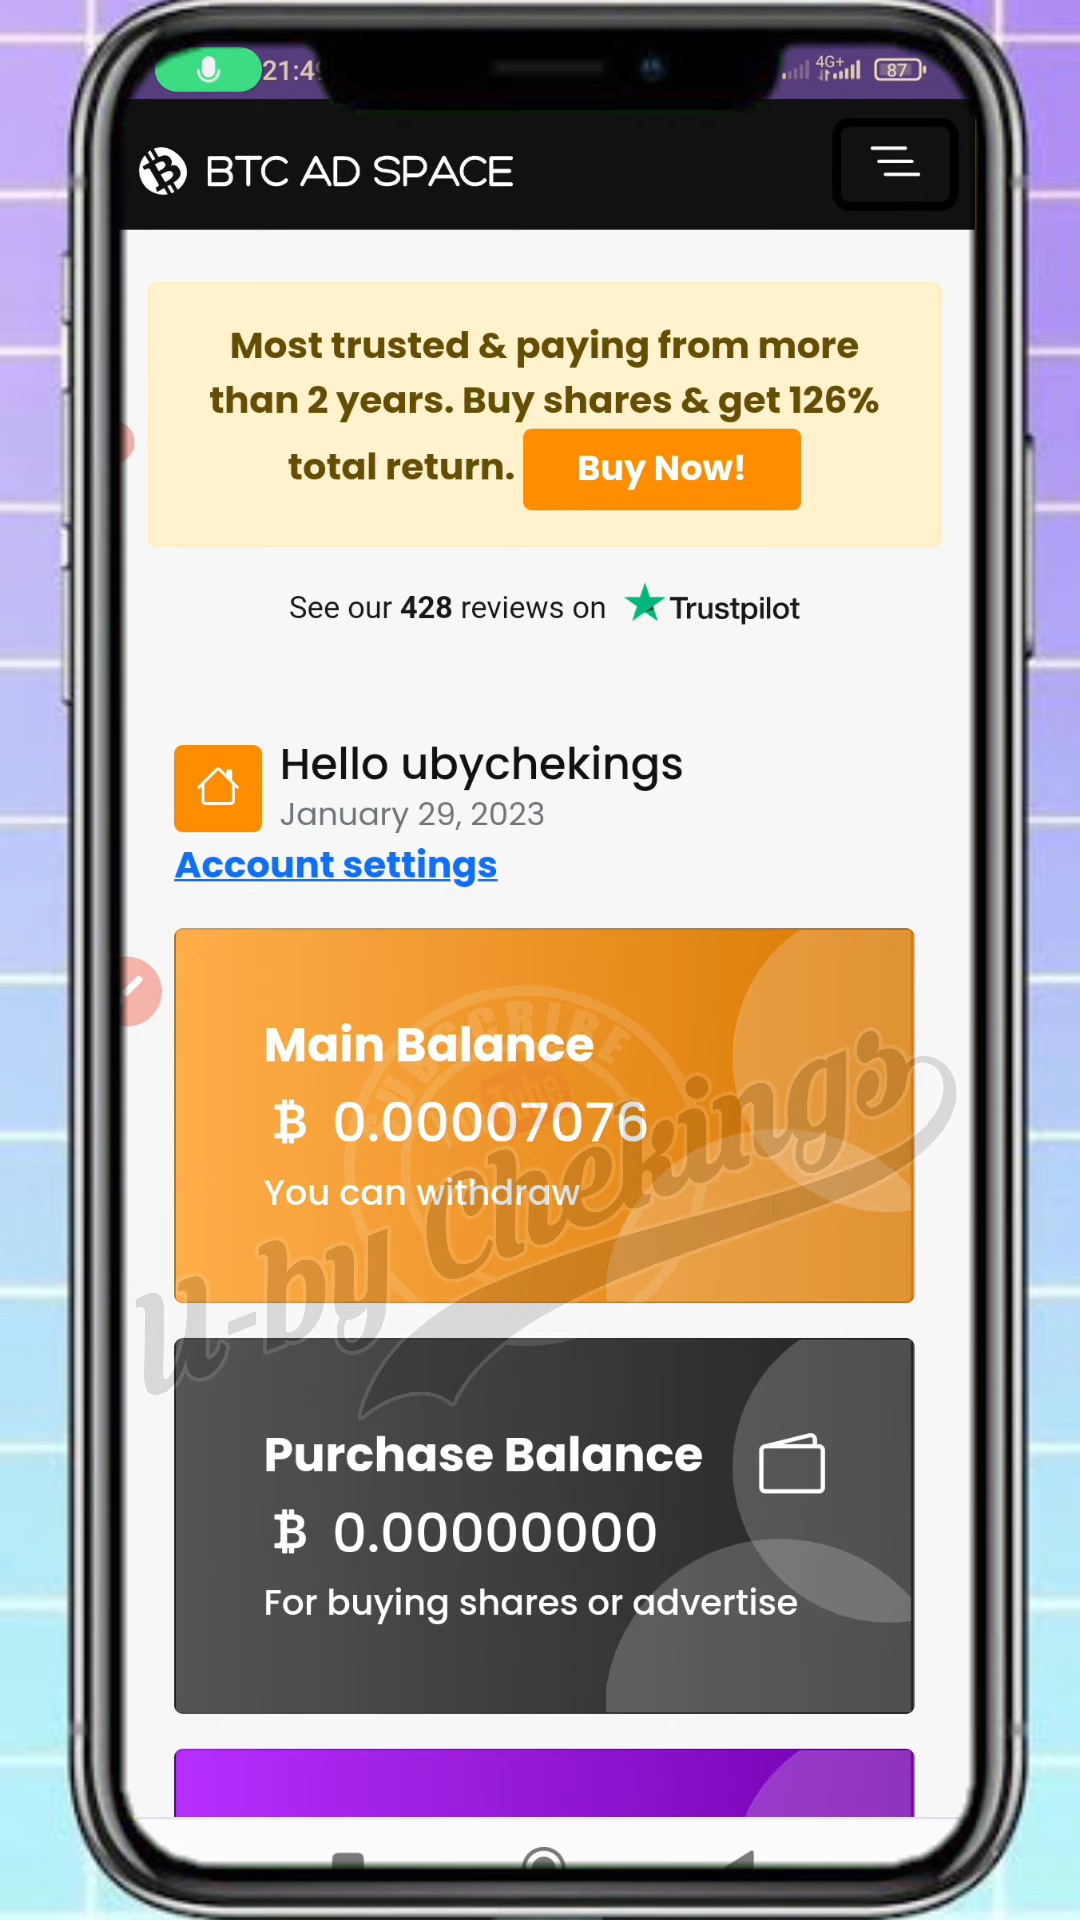 21:4
4G+
87
BTC AD SPACE
Most trusted & paying from more
than 2 years. Buy shares & get 126%
total return. Buy Now!
See our 428 reviews on Trustpilot
Hello ubychekings
January 29, 2023
Account settings
Main Balance
0.00007076
You can withdraw
SUBSCRIBE
Tube
U-by Chekings
Purchase Balance
0.00000000
For buying shares or advertise